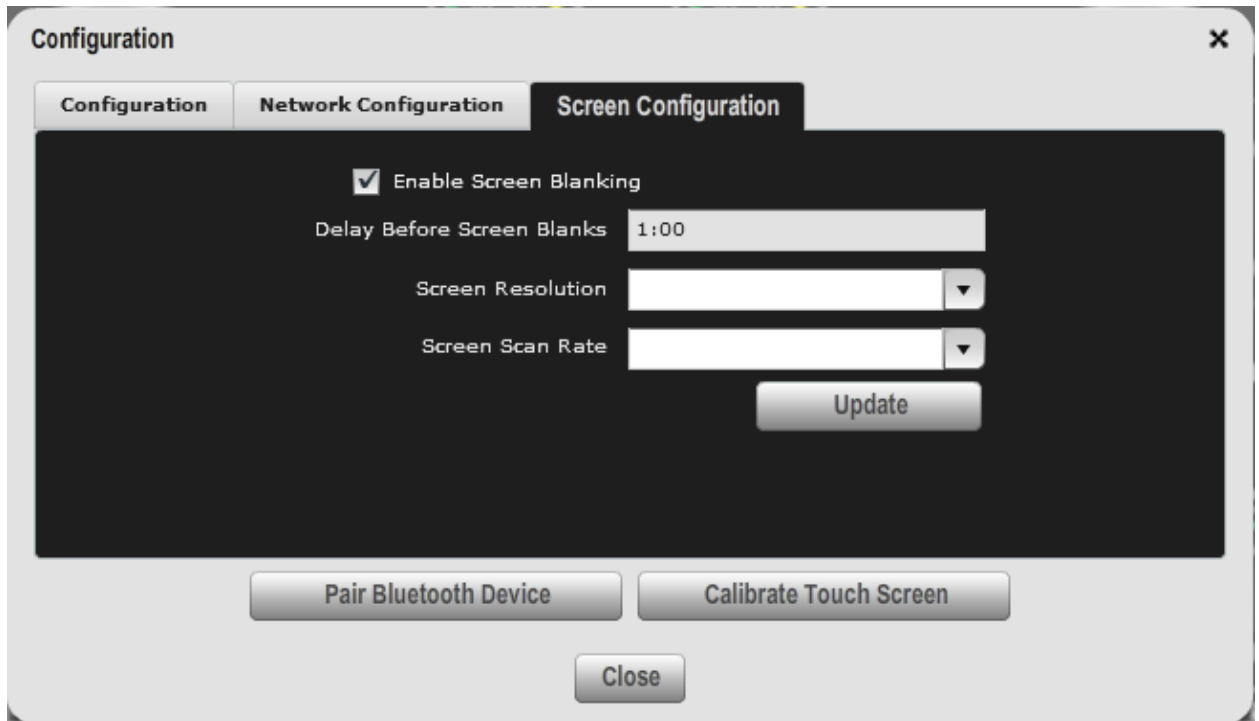 Configuration
Configuration Network Configuration Screen Configuration
Enable Screen Blanking
Delay Before Screen Blanks 1:00
Screen Resolution
Screen Scan Rate
Update
Pair Bluetooth Device Calibrate Touch Screen
Close